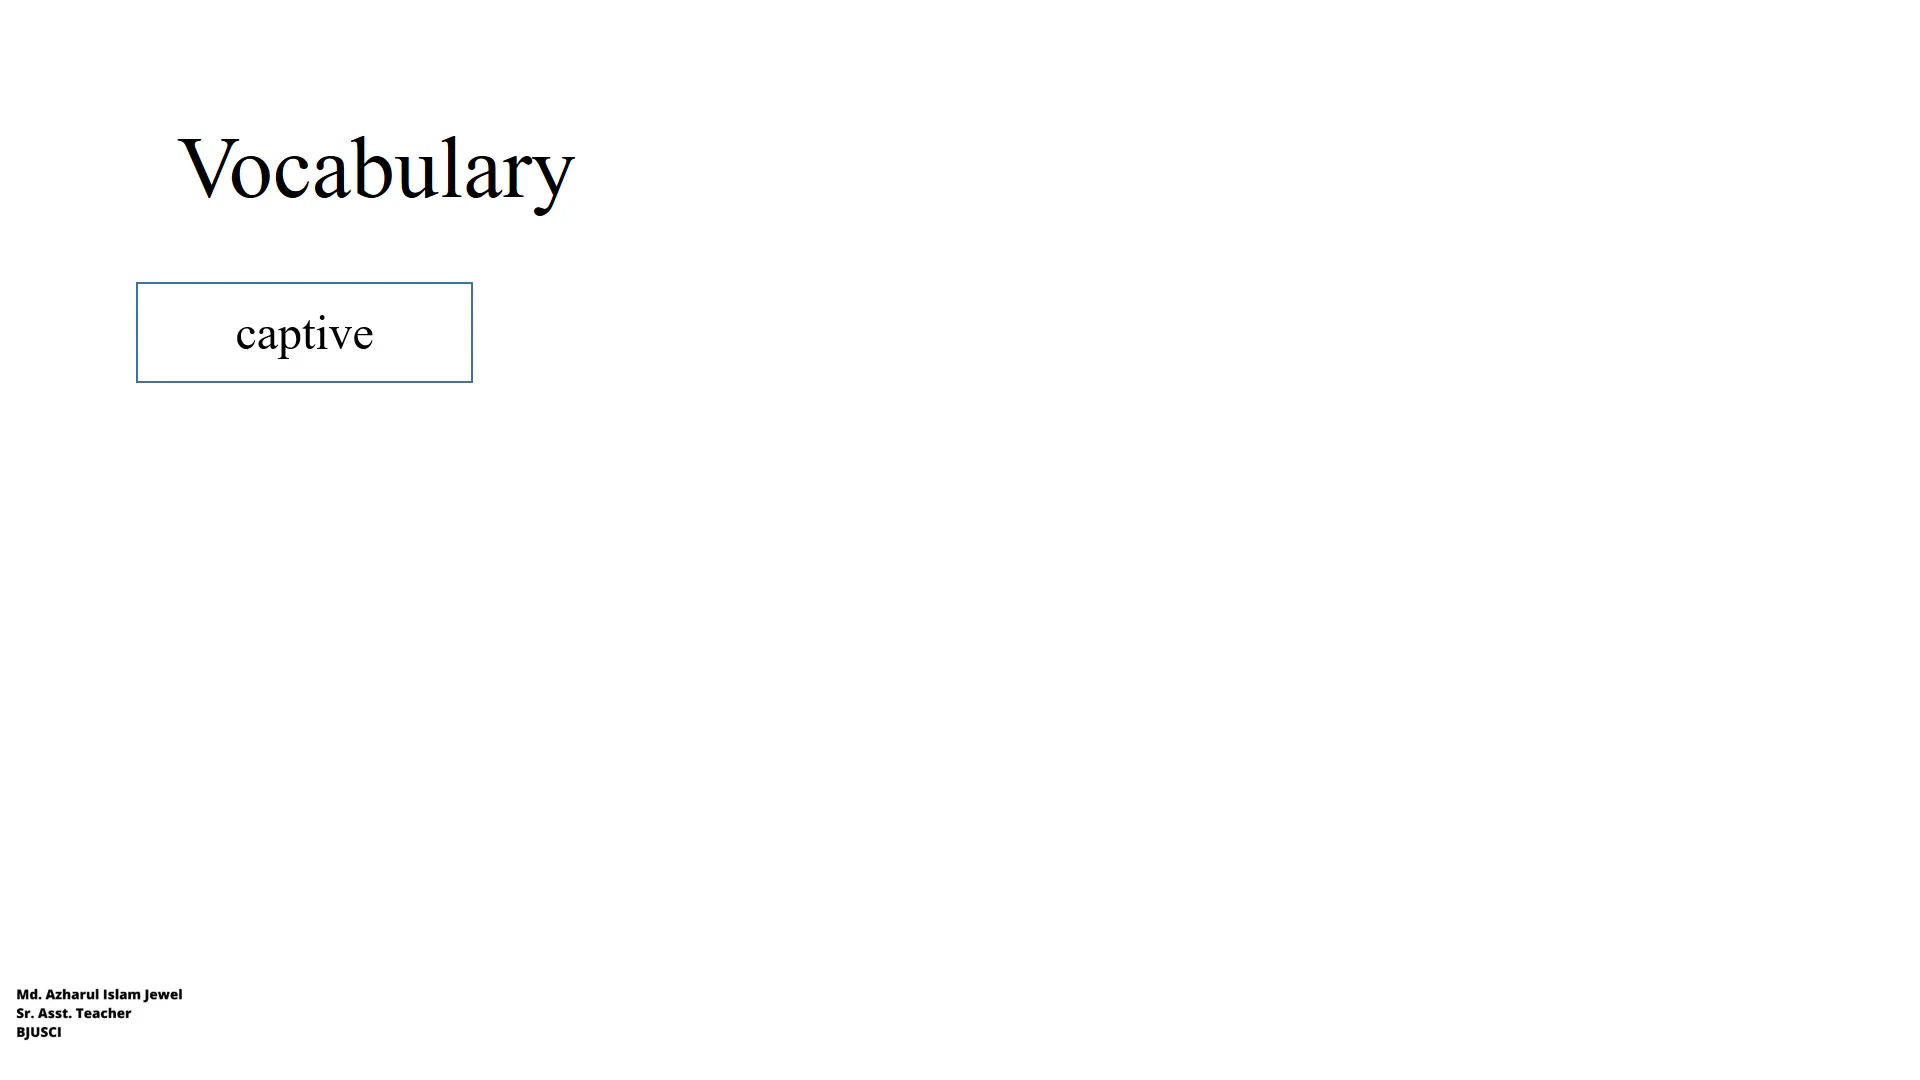 Vocabulary
captive
Md. Azharul Islam Jewel
Sr. Asst. Teacher
BJUSCI